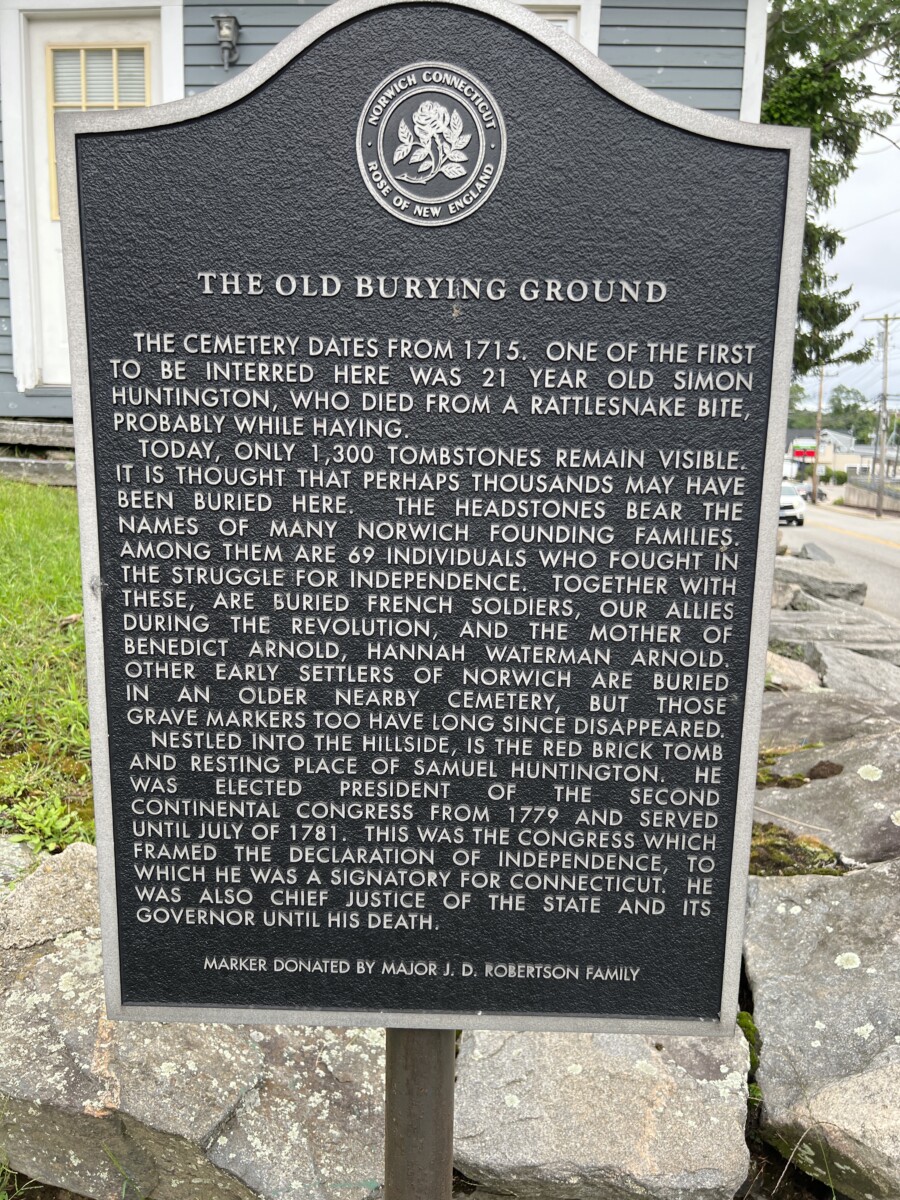 NORWICH CONNECTICUT
ROSE OF NEW ENGLAND
THE OLD BURYING GROUND
THE CEMETERY DATES FROM 1715. ONE OF THE FIRST
TO BE INTERRED HERE WAS 21 YEAR OLD SIMON
HUNTINGTON, WHO DIED FROM A RATTLESNAKE BITE,
PROBABLY WHILE HAYING.
TODAY, ONLY 1,300 TOMBSTONES REMAIN VISIBLE.
IT IS THOUGHT THAT PERHAPS THOUSANDS MAY HAVE
BEEN BURIED HERE. THE HEADSTONES BEAR THE
NAMES OF MANY NORWICH FOUNDING FAMILIES.
AMONG THEM ARE 69 INDIVIDUALS WHO FOUGHT IN
THE STRUGGLE FOR INDEPENDENCE. TOGETHER WITH
THESE, ARE BURIED FRENCH SOLDIERS, OUR ALLIES
DURING THE REVOLUTION, AND THE MOTHER OF
BENEDICT ARNOLD, HANNAH WATERMAN ARNOLD.
OTHER EARLY SETTLERS OF NORWICH ARE BURIED
IN AN OLDER NEARBY CEMETERY, BUT THOSE
GRAVE MARKERS TOO HAVE LONG SINCE DISAPPEARED.
NESTLED INTO THE HILLSIDE, IS THE RED BRICK TOMB
AND RESTING PLACE OF SAMUEL HUNTINGTON. HE
WAS ELECTED PRESIDENT OF THE SECOND
CONTINENTAL CONGRESS FROM 1779 AND SERVED
UNTIL JULY OF 1781. THIS WAS THE CONGRESS WHICH
FRAMED THE DECLARATION OF INDEPENDENCE, TO
WHICH HE WAS A SIGNATORY FOR CONNECTICUT. HE
WAS ALSO CHIEF JUSTICE OF THE STATE AND ITS
GOVERNOR UNTIL HIS DEATH.
MARKER DONATED BY MAJOR J. D. ROBERTSON FAMILY